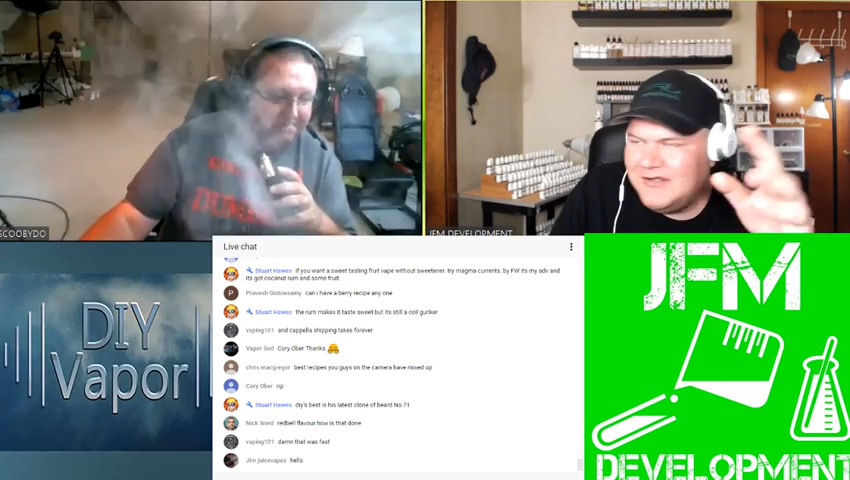 SCOOBYDO
JFM DEVELOPMENT
Live chat
Stuart Hawes if you want a sweet tasting fruit vape without sweetener. try magma currents. by FW its my adv and
its got coconut rum and some fruit.
Pravesh Gintoesamy can i have a berry recipe any one
Stuart Hawes the rum makes it taste sweet but its still a coil gunker
vaping101 and cappella shipping takes forever
Vapor Sed Cory Ober Thanks
chris macgregor best recipes you guys on the camera have mixed up
Cory Ober np
Stuart Hawes diy's best is his latest clone of beard No.71
Nick Ward redbell flavour how is that done
vaping101 damn that was fast
Jim juicevapes hello
DIY
Vapor
JFM
DEVELOPMENT